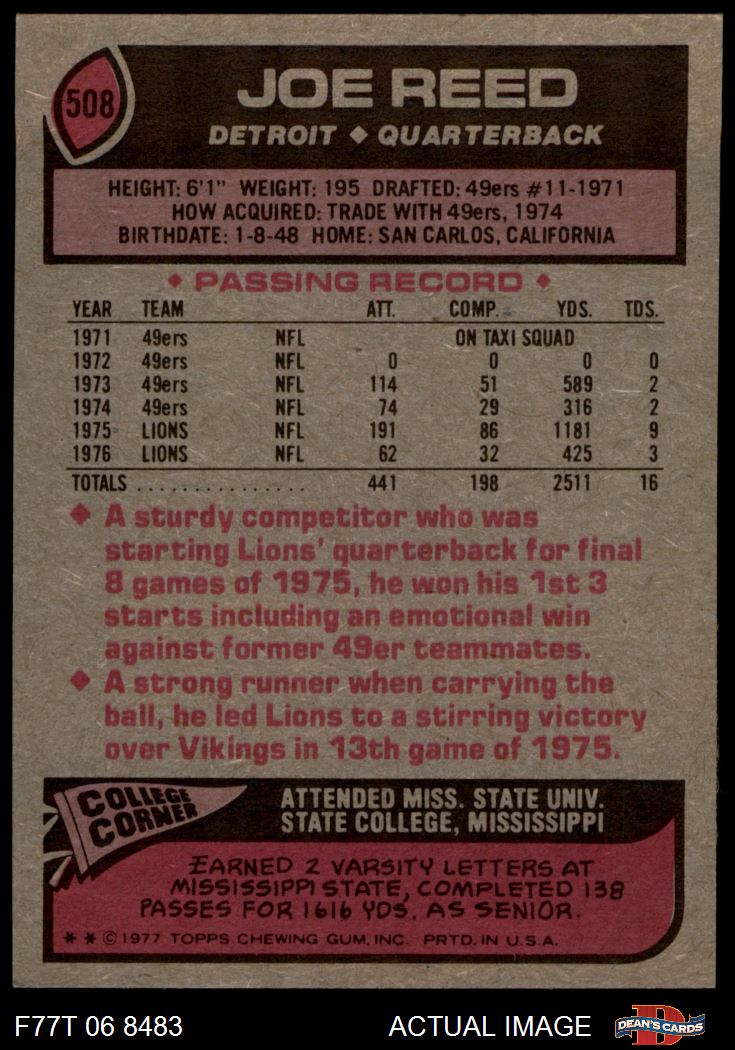 508
JOE REED
DETROIT ◆ QUARTERBACK
HEIGHT: 6'1" WEIGHT: 195 DRAFTED: 49ers #11-1971
HOW ACQUIRED: TRADE WITH 49ers, 1974
BIRTHDATE: 1-8-48 HOME: SAN CARLOS, CALIFORNIA
◆ PASSING RECORD ◆
YEAR TEAM ATT. COMP. YDS. TDS.
1971 49ers NFL ON TAXI SQUAD
1972 49ers NFL 0 0 0 0
1973 49ers NFL 114 51 589 2
1974 49ers NFL 74 29 316 2
1975 LIONS NFL 191 86 1181 9
1976 LIONS NFL 62 32 425 3
TOTALS ................ 441 198 2511 16
◆ A sturdy competitor who was
starting Lions' quarterback for final
8 games of 1975, he won his 1st 3
starts including an emotional win
against former 49er teammates.
◆ A strong runner when carrying the
ball, he led Lions to a stirring victory
over Vikings in 13th game of 1975.
COLLEGE
CORNER
ATTENDED MISS. STATE UNIV.
STATE COLLEGE, MISSISSIPPI
EARNED 2 VARSITY LETTERS AT
MISSISSIPPI STATE, COMPLETED 138
PASSES FOR 1616 YDS. AS SENIOR.
* * © 1977 TOPPS CHEWING GUM, INC. PRTD. IN U.S.A.
F77T 06 8483 ACTUAL IMAGE
DEAN'S CARDS